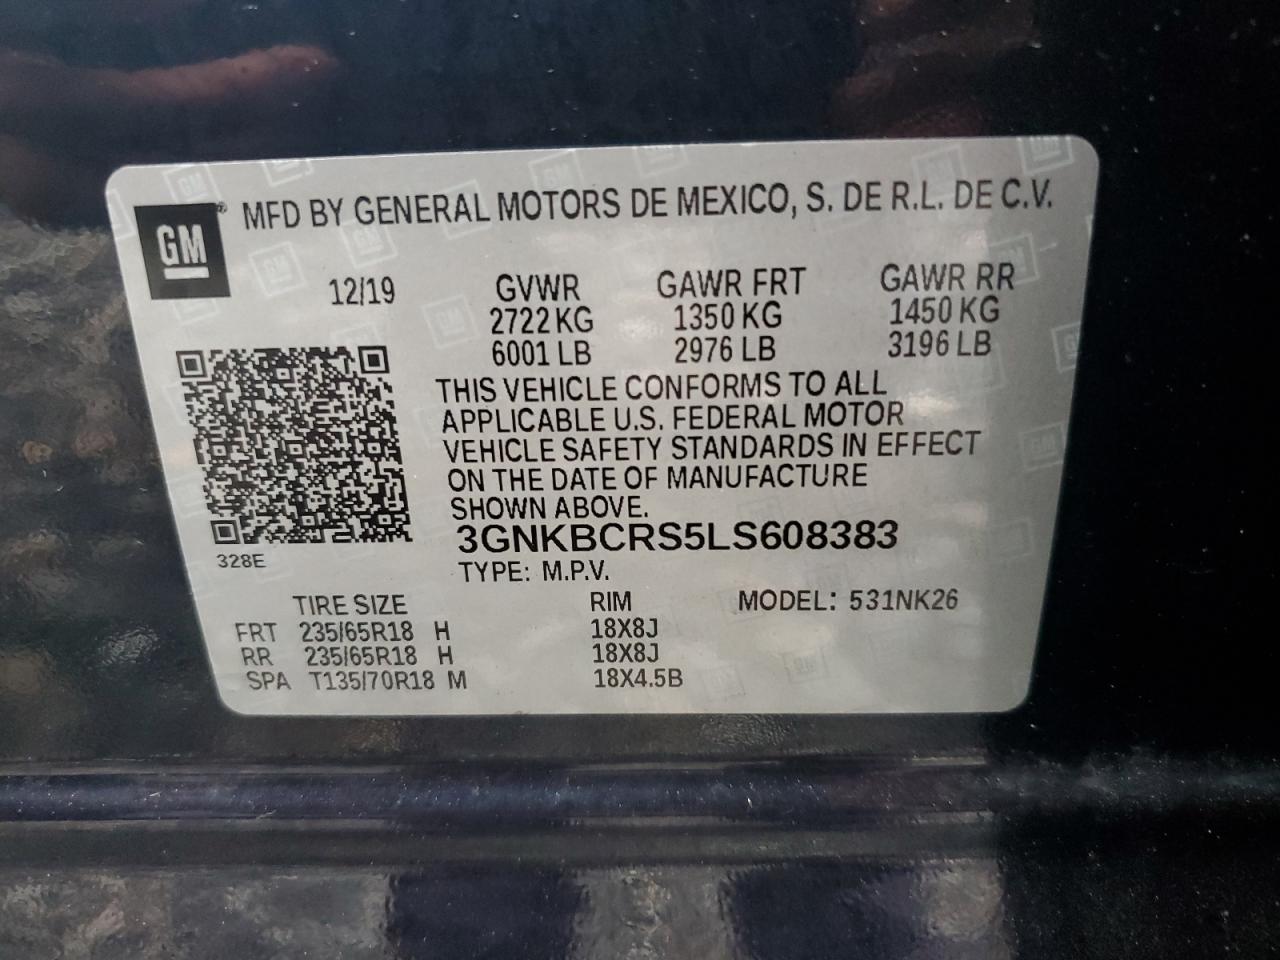 GM® MFD BY GENERAL MOTORS DE MEXICO, S. DE R.L. DE C.V.
12/19 GVWR GAWR FRT GAWR RR
2722 KG 1350 KG 1450 KG
6001 LB 2976 LB 3196 LB
THIS VEHICLE CONFORMS TO ALL
APPLICABLE U.S. FEDERAL MOTOR
VEHICLE SAFETY STANDARDS IN EFFECT
ON THE DATE OF MANUFACTURE
SHOWN ABOVE.
3GNKBCRS5LS608383
328E
TYPE: M.P.V.
TIRE SIZE RIM MODEL: 531NK26
FRT 235/65R18 H 18X8J
RR 235/65R18 H 18X8J
SPA T135/70R18 M 18X4.5B